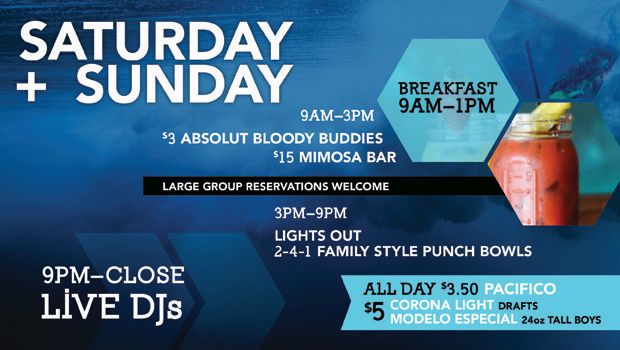 SATURDAY
+ SUNDAY
BREAKFAST
9AM–1PM
9AM–3PM
$3 ABSOLUT BLOODY BUDDIES
$15 MIMOSA BAR
LARGE GROUP RESERVATIONS WELCOME
3PM–9PM
LIGHTS OUT
2-4-1 FAMILY STYLE PUNCH BOWLS
9PM–CLOSE
LiVE DJs
ALL DAY $3.50 PACIFICO
$5 CORONA LIGHT DRAFTS
MODELO ESPECIAL 24oz TALL BOYS